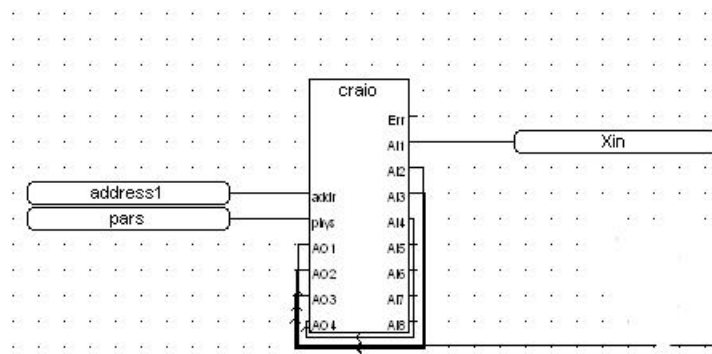 craio
Err
AI1
Xin
AI2
address1
addr
AI3
pars
phys
AI4
AO1
AI5
AO2
AI6
AO3
AI7
AO4
AI8